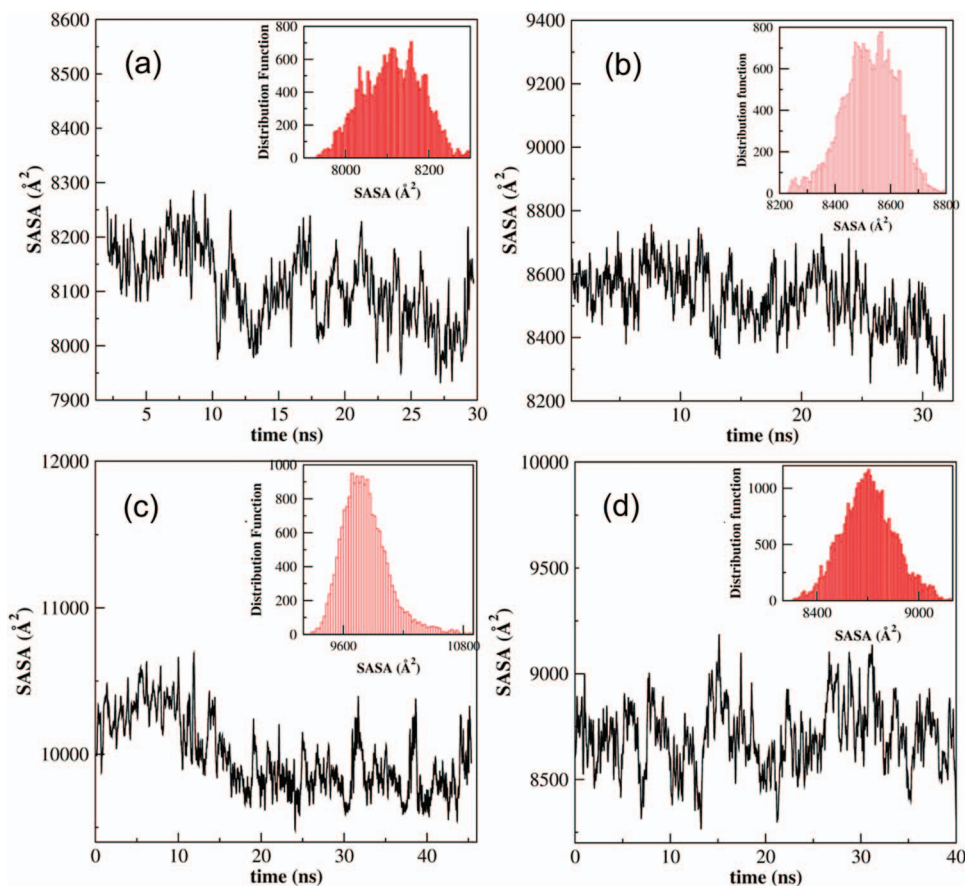 (a)
8600
8500
8400
8300
8200
8100
8000
7900
SASA (Å²)
5 10 15 20 25 30
time (ns)
800
600
400
200
0
Distribution Function
8000 8200
SASA (Å²)
(b)
9400
9200
9000
8800
8600
8400
8200
SASA (Å²)
0 10 20 30
time (ns)
800
600
400
200
0
Distribution function
8200 8400 8600 8800
SASA (Å²)
(c)
12000
11000
10000
SASA (Å²)
0 10 20 30 40
time (ns)
1000
800
600
400
200
0
Distribution Function
9600 10800
SASA (Å²)
(d)
10000
9500
9000
8500
SASA (Å²)
0 10 20 30 40
time (ns)
1000
500
0
Distribution function
8400 9000
SASA (Å²)